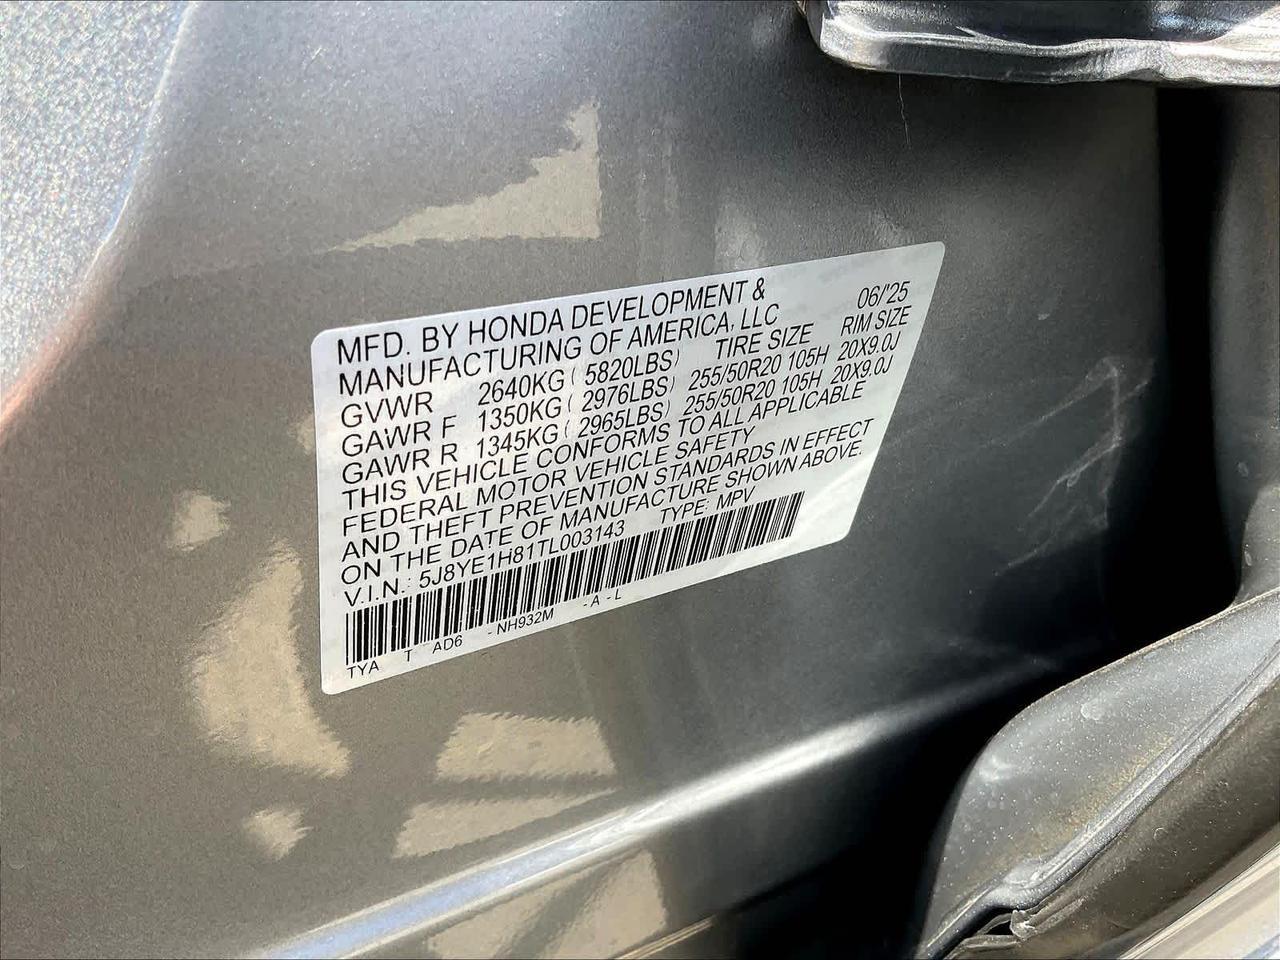 MFD. BY HONDA DEVELOPMENT &
MANUFACTURING OF AMERICA, LLC 06/'25
GVWR 2640KG ( 5820LBS) TIRE SIZE RIM SIZE
GAWR F 1350KG ( 2976LBS) 255/50R20 105H 20X9.0J
GAWR R 1345KG ( 2965LBS) 255/50R20 105H 20X9.0J
THIS VEHICLE CONFORMS TO ALL APPLICABLE
FEDERAL MOTOR VEHICLE SAFETY
AND THEFT PREVENTION STANDARDS IN EFFECT
ON THE DATE OF MANUFACTURE SHOWN ABOVE.
V.I.N.: 5J8YE1H81TL003143 TYPE: MPV
TYA T AD6 - NH932M - A - L